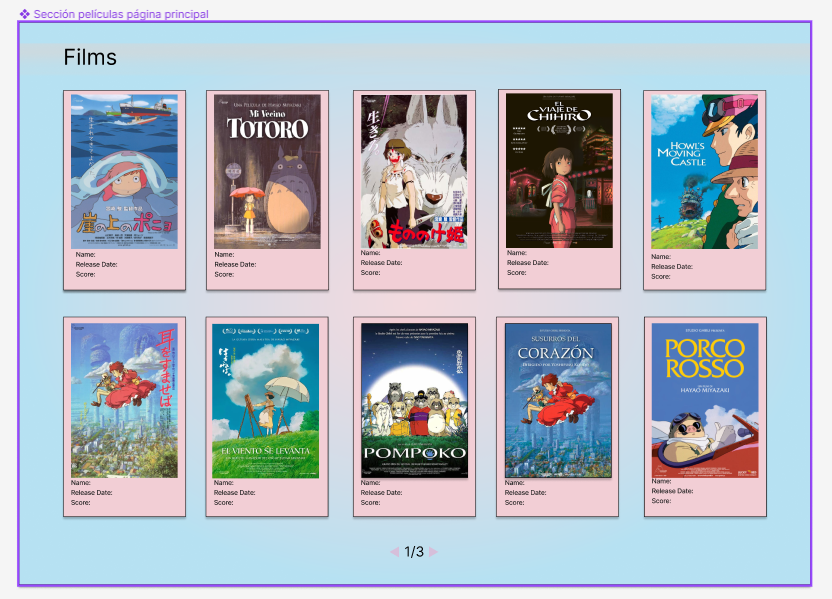 Sección películas página principal
Films
崖の上のポニョ
Name:
Release Date:
Score:
UNA PELÍCULA DE HAYAO MIYAZAKI
Mi Vecino
TOTORO
Name:
Release Date:
Score:
もののけ姫
Name:
Release Date:
Score:
EL
VIAJE DE
CHIHIRO
Name:
Release Date:
Score:
HOWL'S
MOVING
CASTLE
Name:
Release Date:
Score:
耳をすませば
Name:
Release Date:
Score:
EL VIENTO SE LEVANTA
Name:
Release Date:
Score:
POMPOKO
Name:
Release Date:
Score:
SUSURROS DEL
CORAZÓN
Name:
Release Date:
Score:
PORCO
ROSSO
HAYAO MIYAZAKI
Name:
Release Date:
Score:
1/3